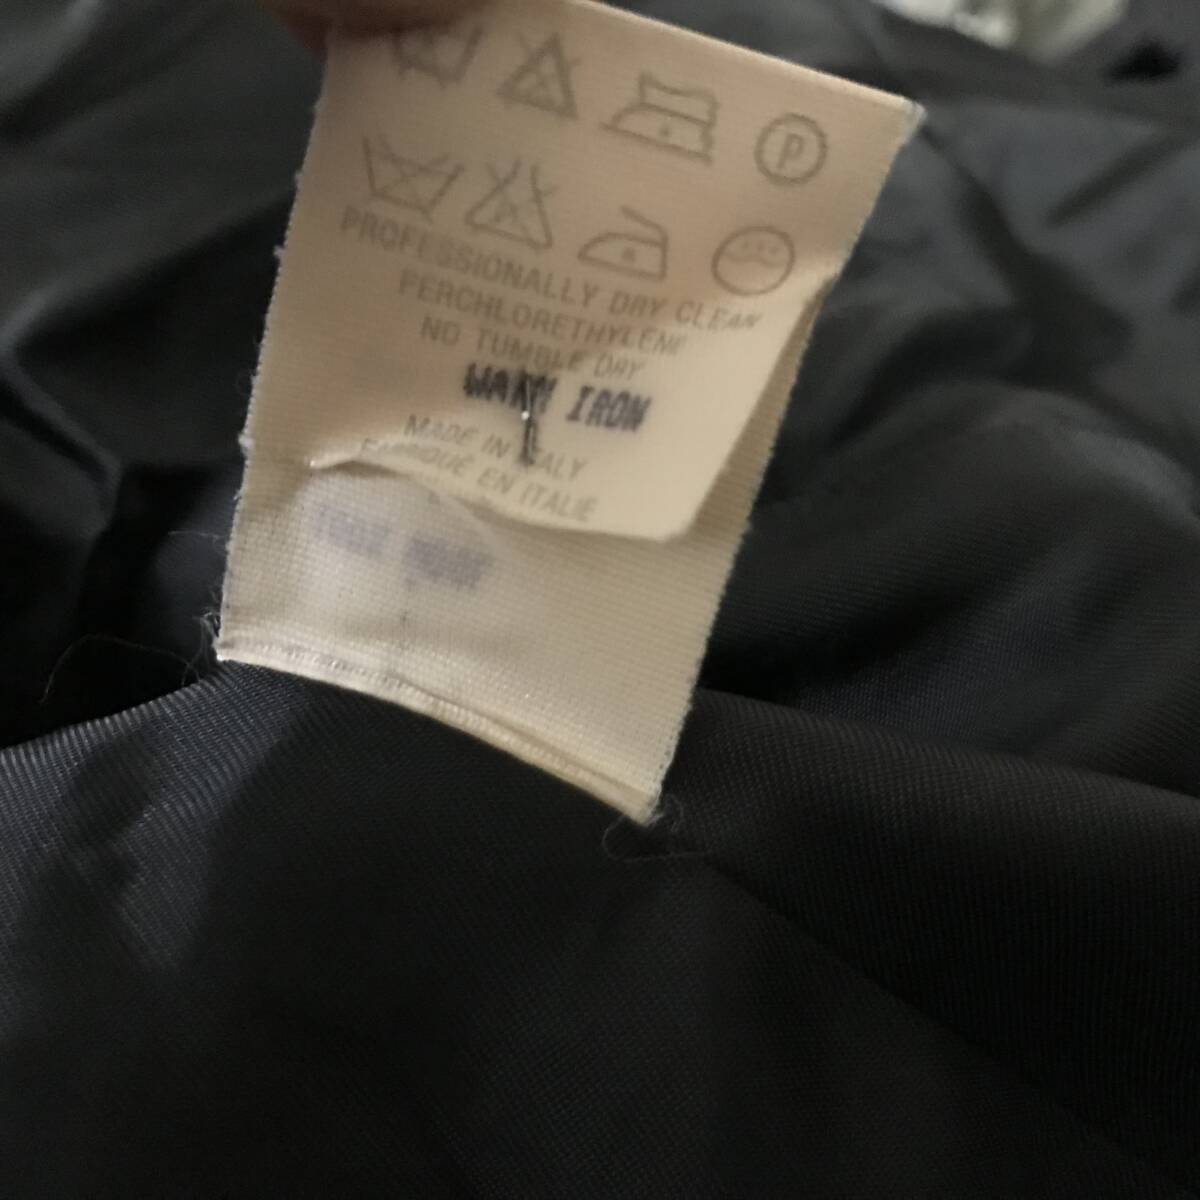 P
PROFESSIONALLY DRY CLEAN
PERCHLORETHYLENE
NO TUMBLE DRY
WARM IRON
MADE IN ITALY
FABRIQUÉ EN ITALIE